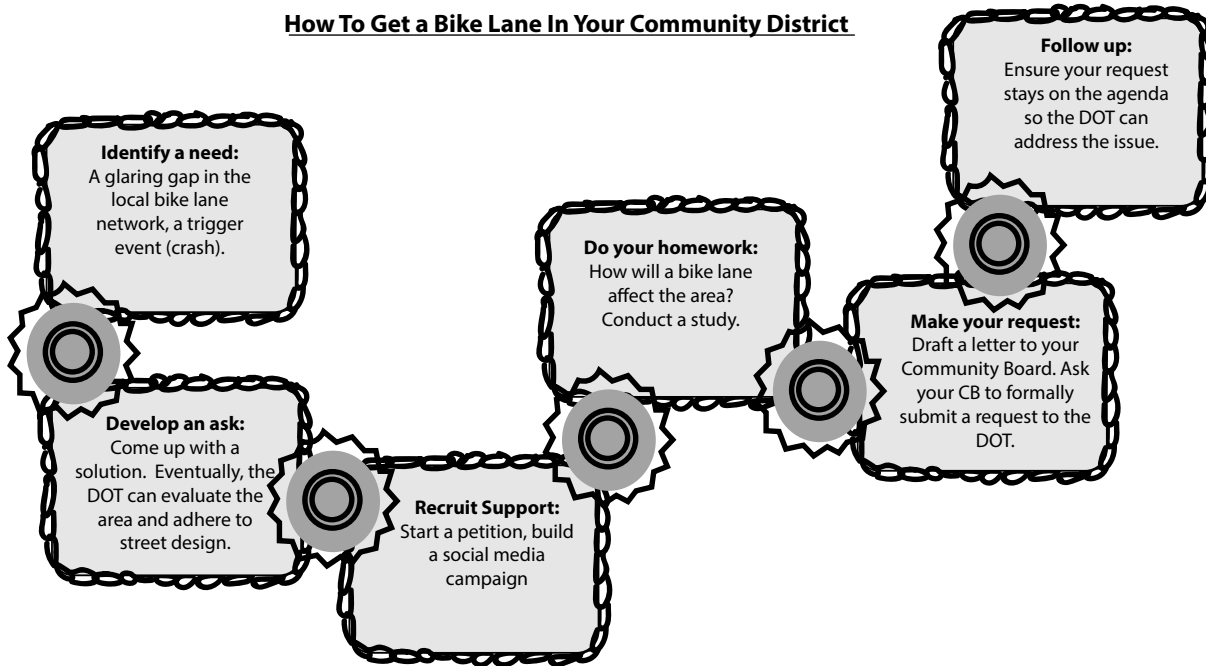 How To Get a Bike Lane In Your Community District
Identify a need:
A glaring gap in the
local bike lane
network, a trigger
event (crash).
Develop an ask:
Come up with a
solution.  Eventually, the
DOT can evaluate the
area and adhere to
street design.
Recruit Support:
Start a petition, build
a social media
campaign
Do your homework:
How will a bike lane
affect the area?
Conduct a study.
Make your request:
Draft a letter to your
Community Board. Ask
your CB to formally
submit a request to the
DOT.
Follow up:
Ensure your request
stays on the agenda
so the DOT can
address the issue.